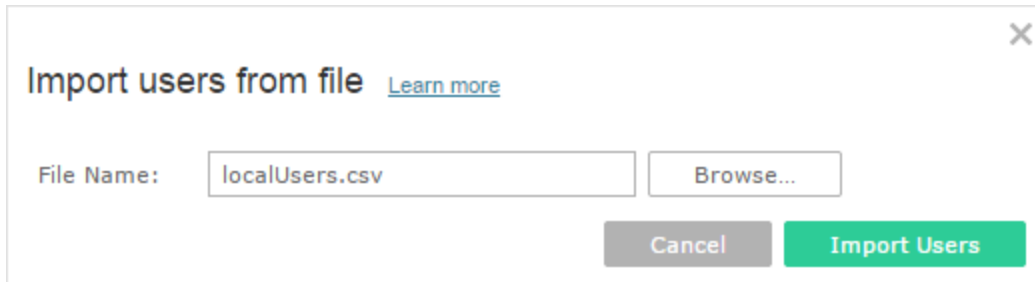 Import users from file Learn more
File Name: localUsers.csv Browse...
Cancel Import Users